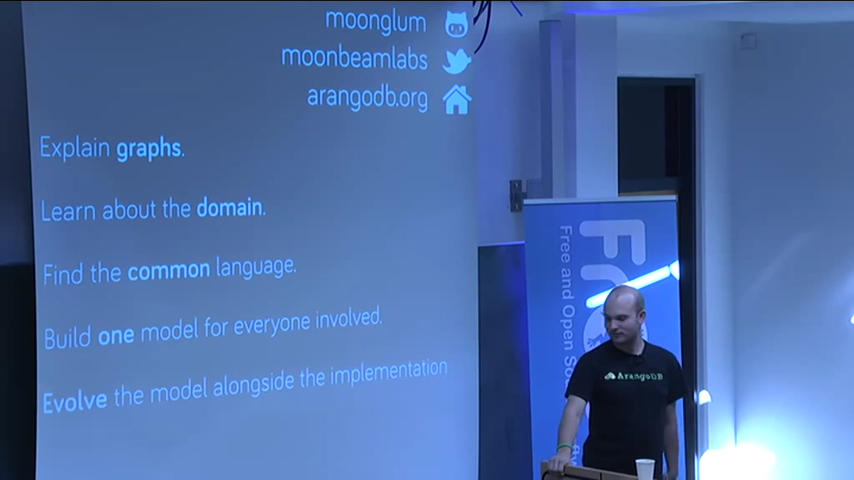 moonglum
moonbeamlabs
arangodb.org
Explain graphs.
Learn about the domain.
Find the common language.
Build one model for everyone involved.
Evolve the model alongside the implementation
Free and Open
ArangoDB